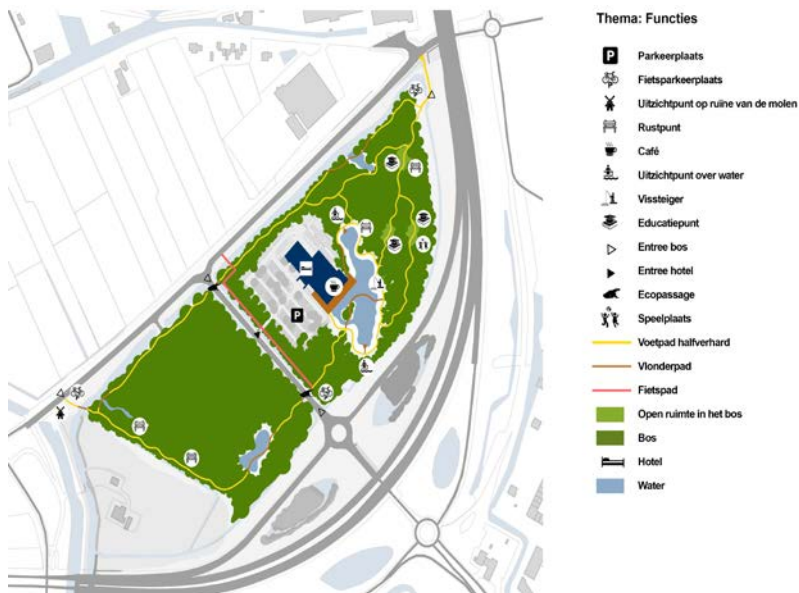 Thema: Functies
P Parkeerplaats
Fietsparkeerplaats
Uitzichtpunt op ruïne van de molen
Rustpunt
Café
Uitzichtpunt over water
Vissteiger
Educatiepunt
Entree bos
Entree hotel
Ecopassage
Speelplaats
Voetpad halfverhard
Vlonderpad
Fietspad
Open ruimte in het bos
Bos
Hotel
Water
P